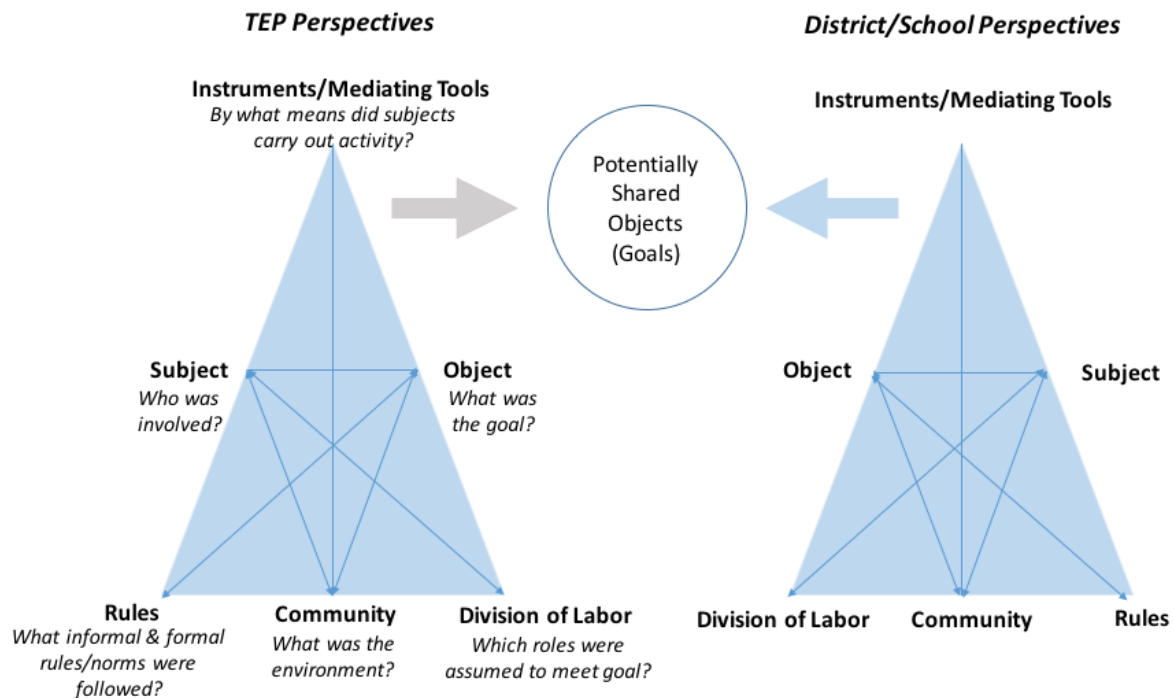 TEP Perspectives
District/School Perspectives
Instruments/Mediating Tools
By what means did subjects
carry out activity?
Instruments/Mediating Tools
Potentially
Shared
Objects
(Goals)
Subject
Who was
involved?
Object
What was
the goal?
Object
Subject
Rules
What informal & formal
rules/norms were
followed?
Community
What was the
environment?
Division of Labor
Which roles were
assumed to meet goal?
Division of Labor
Community
Rules